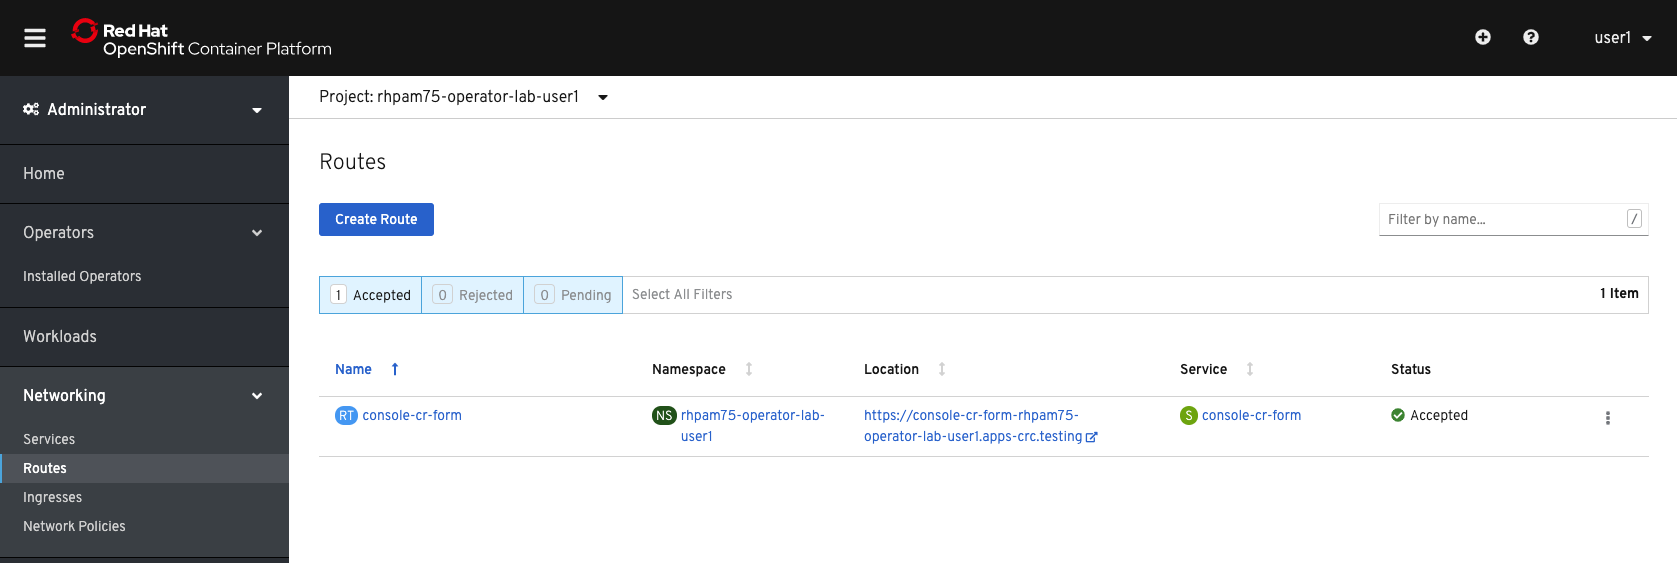 Red Hat
OpenShift Container Platform
user1
Administrator
Home
Operators
Installed Operators
Workloads
Networking
Services
Routes
Ingresses
Network Policies
Project: rhpam75-operator-lab-user1
Routes
Create Route
Filter by name...
/
1 Accepted
0 Rejected
0 Pending
Select All Filters
1 Item
Name
Namespace
Location
Service
Status
RT console-cr-form
NS rhpam75-operator-lab-
user1
https://console-cr-form-rhpam75-
operator-lab-user1.apps-crc.testing
S console-cr-form
Accepted